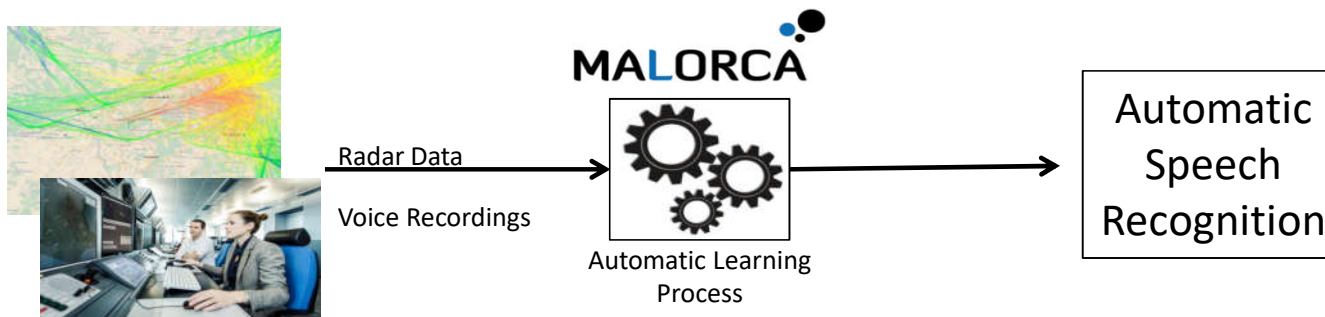 MALORCA
Radar Data
Voice Recordings
Automatic Learning
Process
Automatic
Speech
Recognition